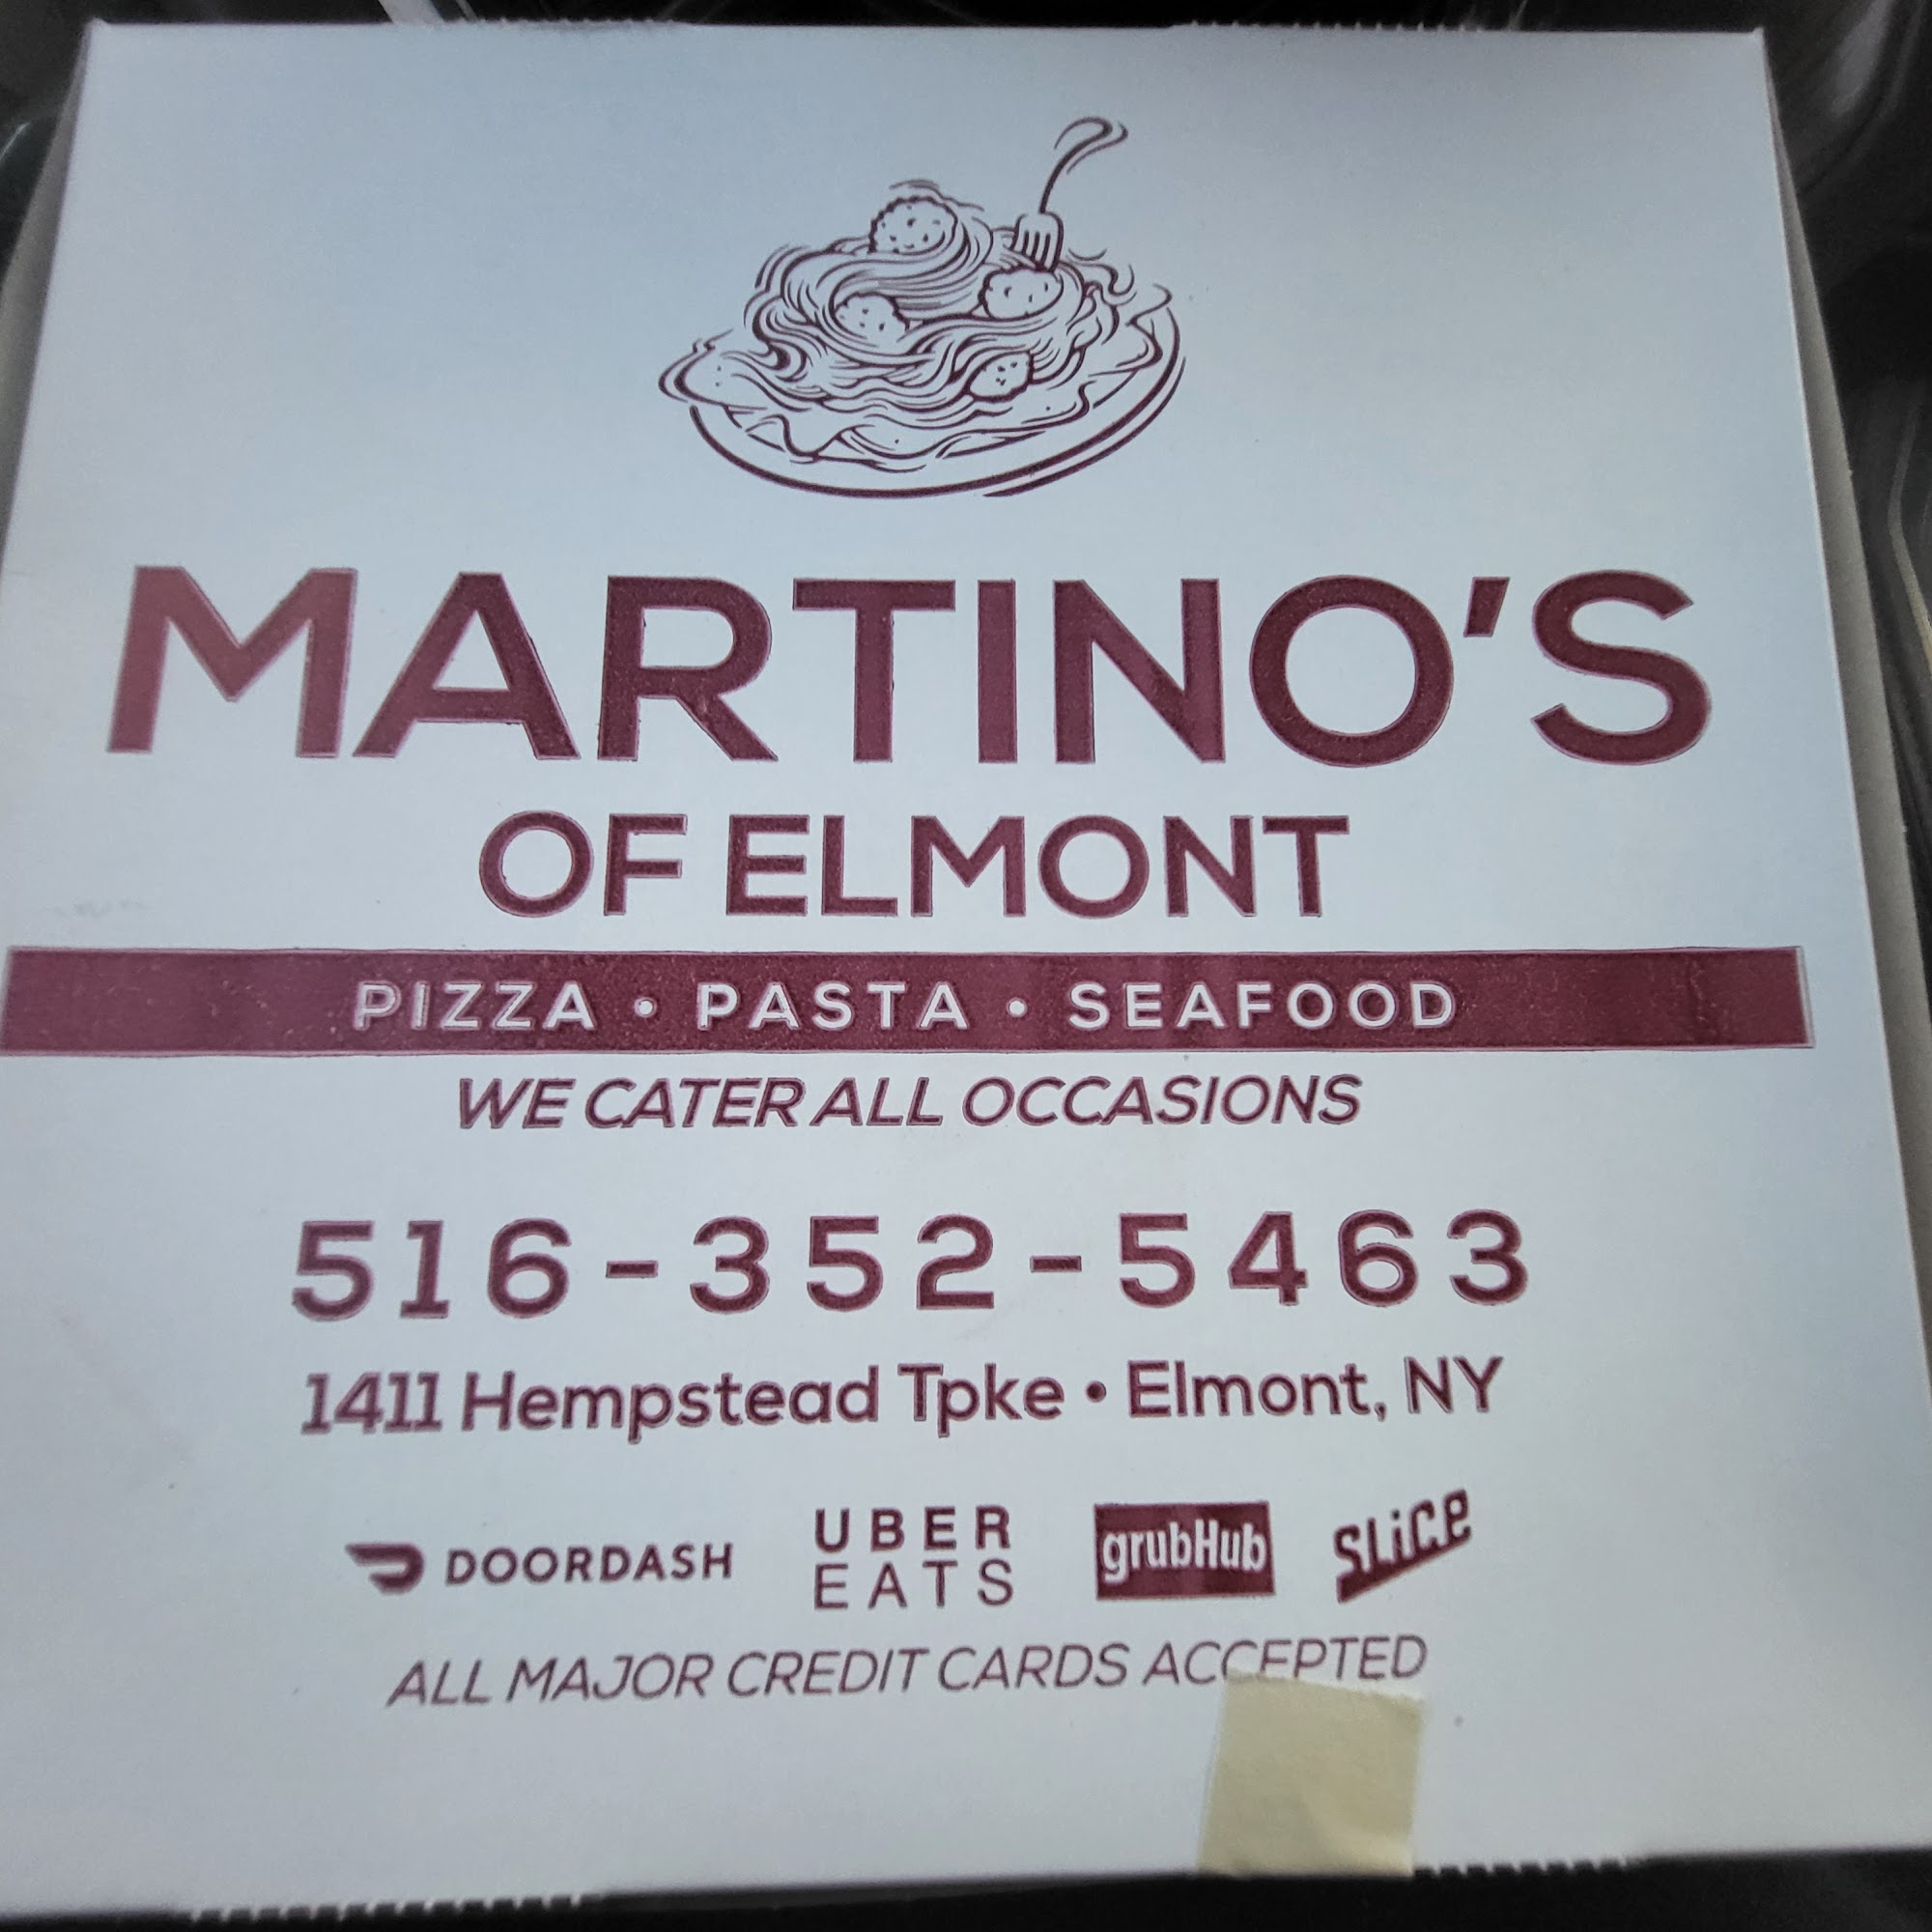 MARTINO'S
OF ELMONT
PIZZA • PASTA • SEAFOOD
WE CATER ALL OCCASIONS
516-352-5463
1411 Hempstead Tpke • Elmont, NY
DOORDASH
UBER
EATS
grubHub
SLiCe
ALL MAJOR CREDIT CARDS ACCEPTED